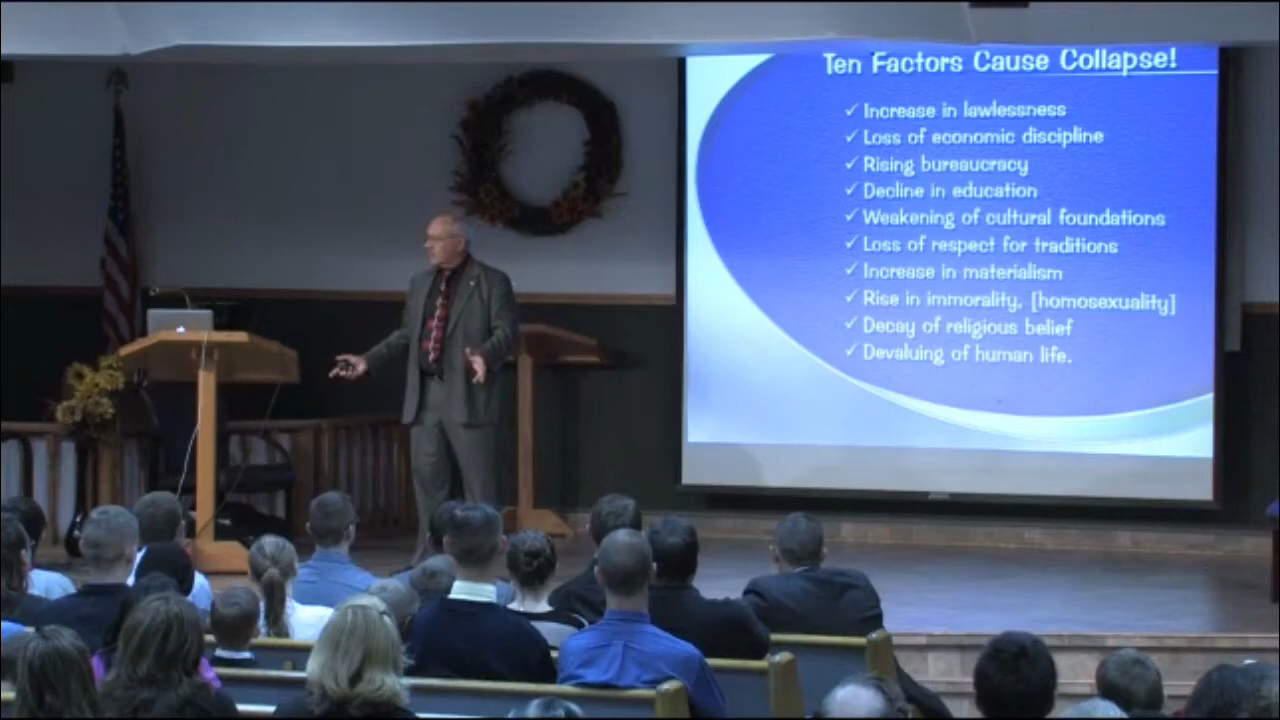 Ten Factors Cause Collapse!
✓ Increase in lawlessness
✓ Loss of economic discipline
✓ Rising bureaucracy
✓ Decline in education
✓ Weakening of cultural foundations
✓ Loss of respect for traditions
✓ Increase in materialism
✓ Rise in immorality, [homosexuality]
✓ Decay of religious belief
✓ Devaluing of human life.